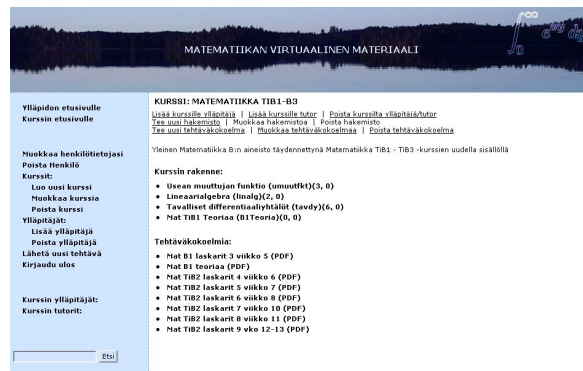 MATEMATIIKAN VIRTUAALINEN MATERIAALI
Ylläpidon etusivulle
Kurssin etusivulle
Muokkaa henkilötietojasi
Poista Henkilö
Kurssit:
Luo uusi kurssi
Muokkaa kurssia
Poista kurssi
Ylläpitäjät:
Lisää ylläpitäjä
Poista ylläpitäjä
Lähetä uusi tehtävä
Kirjaudu ulos
Kurssin ylläpitäjät:
Kurssin tutorit:
Etsi
KURSSI: MATEMATIIKKA TIB1-B3
Lisää kurssille ylläpitäjä | Lisää kurssille tutor | Poista kurssilta ylläpitäjä/tutor
Tee uusi hakemisto | Muokkaa hakemistoa | Poista hakemisto
Tee uusi tehtäväkokoelma | Muokkaa tehtäväkokoelmaa | Poista tehtäväkokoelma
Yleinen Matematiikka B:n aineisto täydennettynä Matematiikka TiB1 - TiB3 -kurssien uudella sisällöllä
Kurssin rakenne:
• Usean muuttujan funktio (umuutfkt)(3, 0)
• Lineaarialgebra (linalg)(2, 0)
• Tavalliset differentiaaliyhtälöt (tavdy)(6, 0)
• Mat TiB1 Teoriaa (B1Teoria)(0, 0)
Tehtäväkokoelmia:
• Mat B1 laskarit 3 viikko 5 (PDF)
• Mat B1 teoriaa (PDF)
• Mat TiB2 laskarit 4 viikko 6 (PDF)
• Mat TiB2 laskarit 5 viikko 7 (PDF)
• Mat TiB2 laskarit 6 viikko 8 (PDF)
• Mat TiB2 laskarit 7 viikko 10 (PDF)
• Mat TiB2 laskarit 8 viikko 11 (PDF)
• Mat TiB2 laskarit 9 vko 12-13 (PDF)